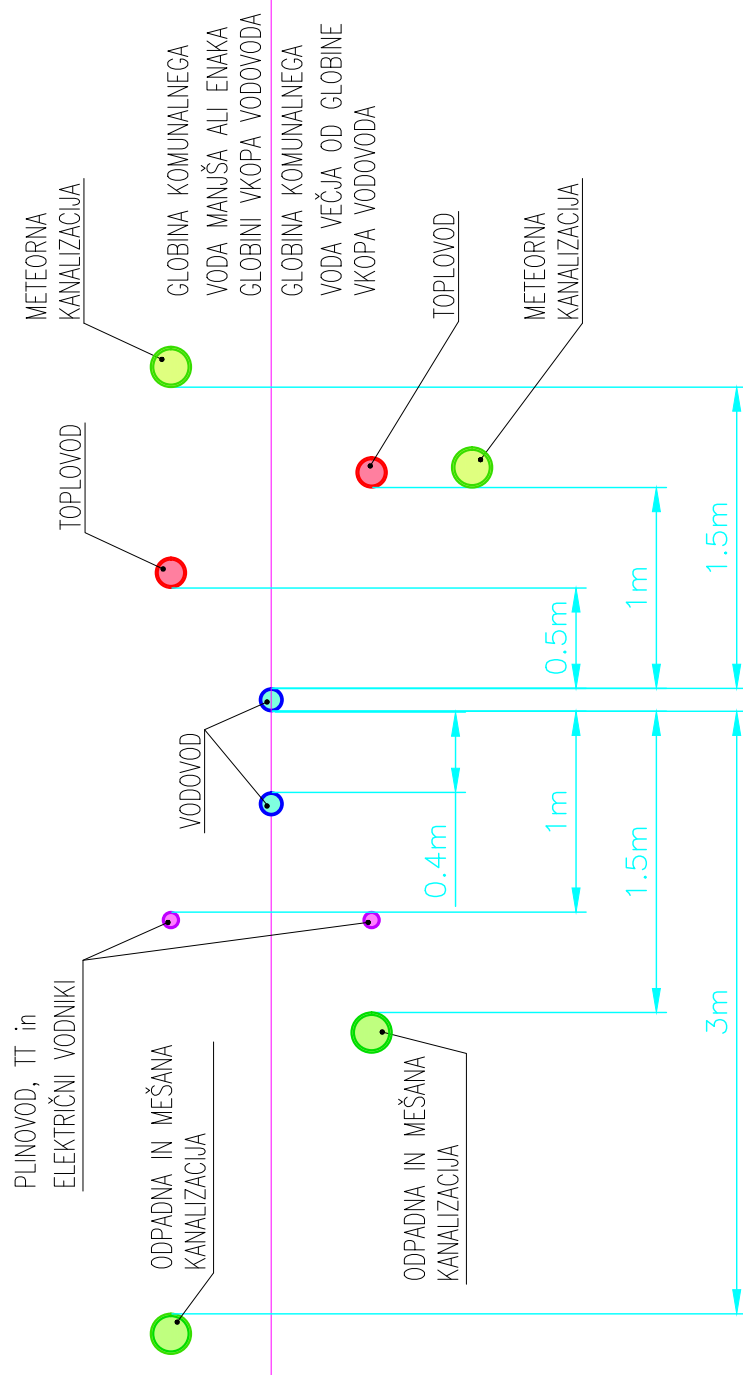 PLINOVOD, TT in
ELEKTRIČNI VODNIKI
METEORNA
KANALIZACIJA
TOPLOVOD
ODPADNA IN MEŠANA
KANALIZACIJA
VODOVOD
GLOBINA KOMUNALNEGA
VODA MANJŠA ALI ENAKA
GLOBINI VKOPA VODOVODA
GLOBINA KOMUNALNEGA
VODA VEČJA OD GLOBINE
VKOPA VODOVODA
ODPADNA IN MEŠANA
KANALIZACIJA
TOPLOVOD
METEORNA
KANALIZACIJA
0.4m
1m
0.5m
1.5m
1m
3m
1.5m